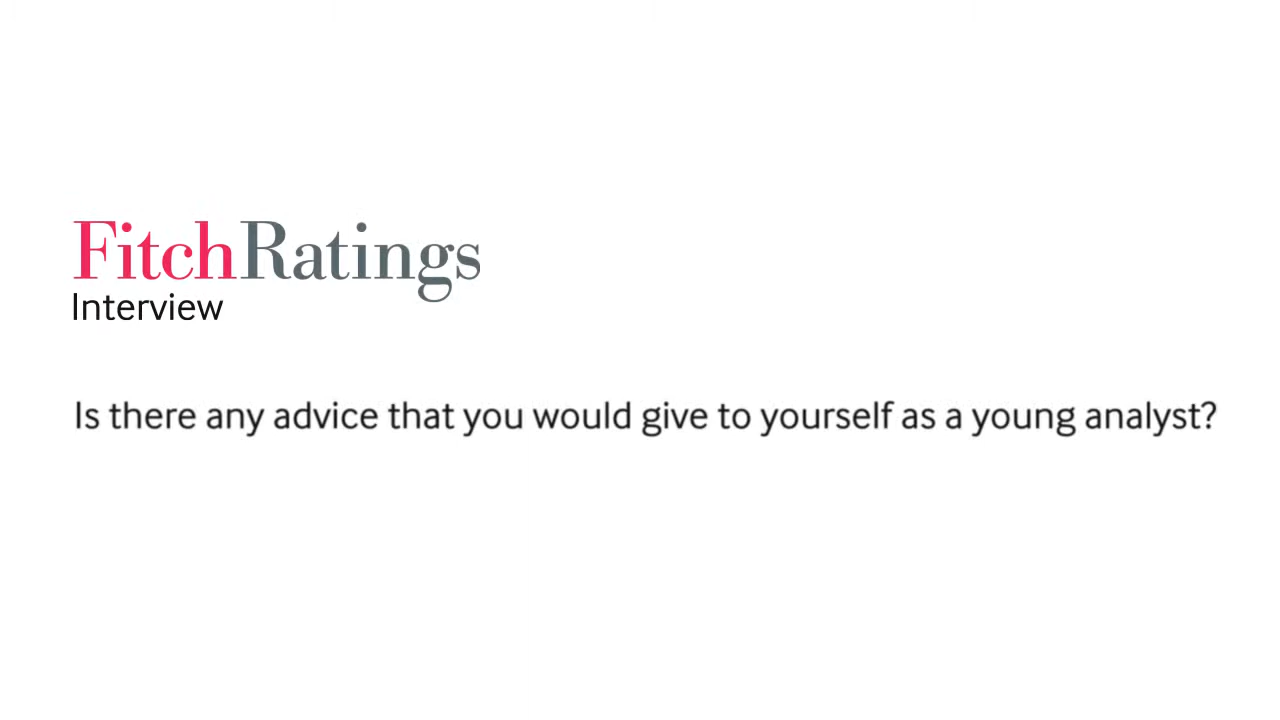 FitchRatings
Interview
Is there any advice that you would give to yourself as a young analyst?